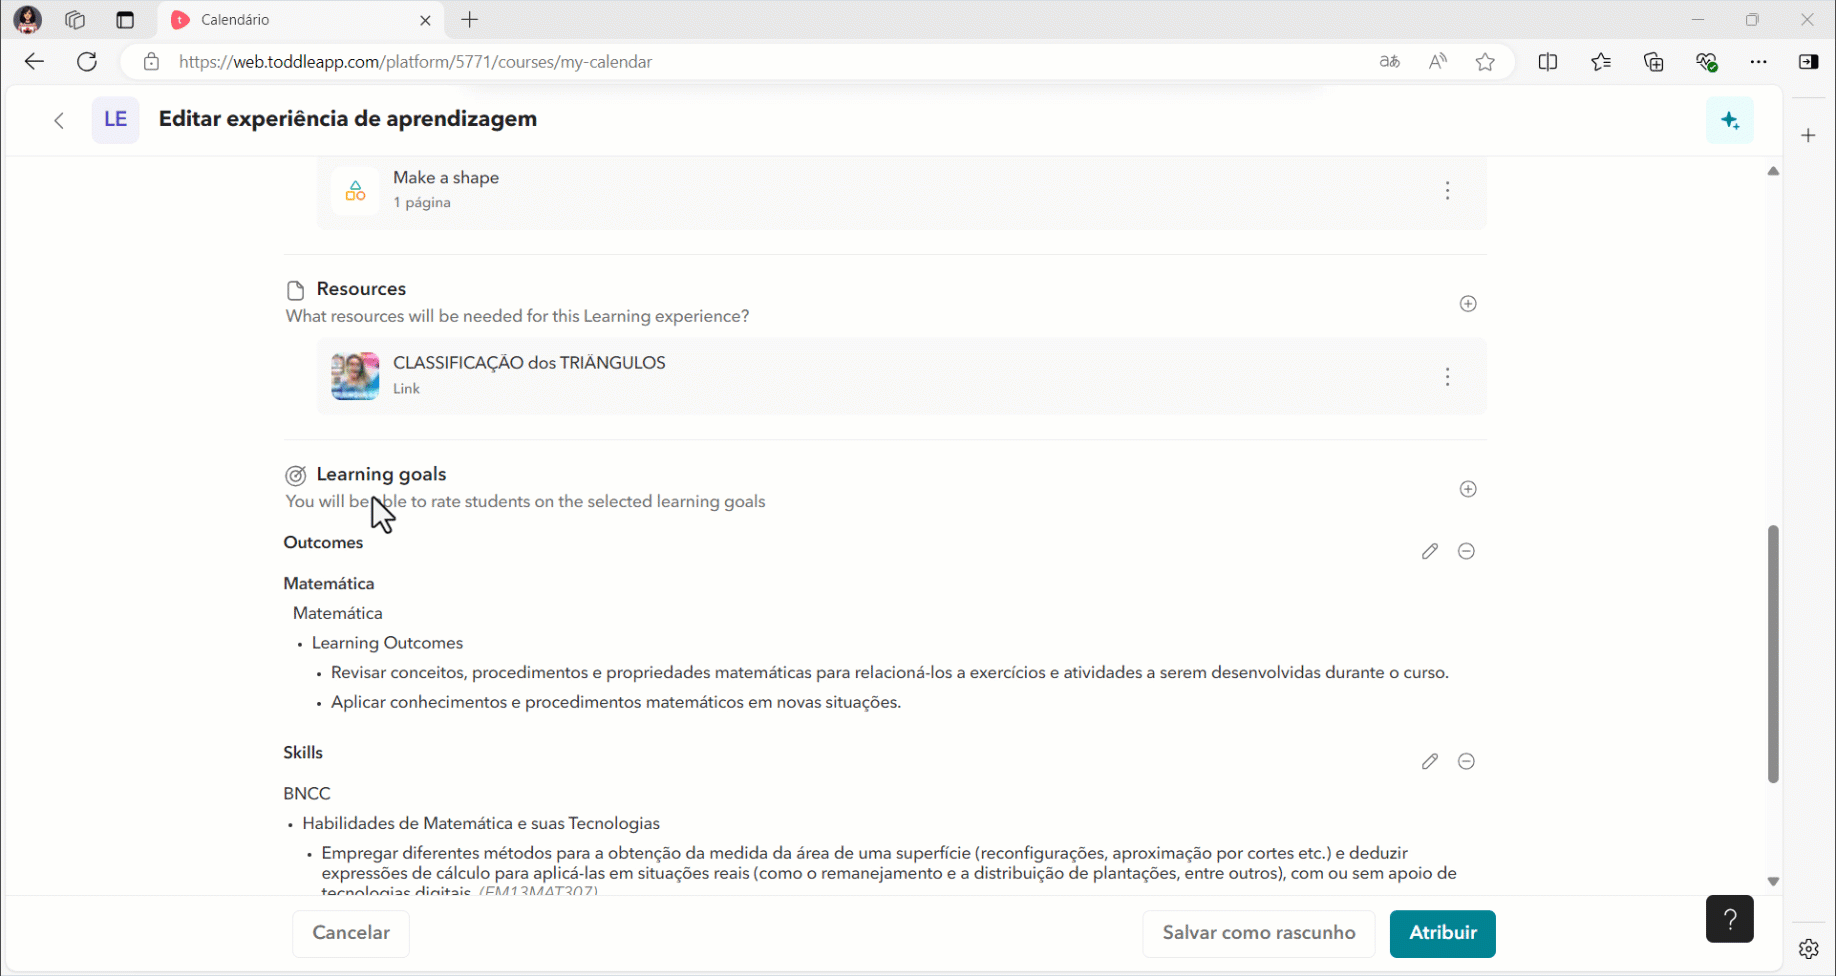 Calendário
https://web.toddleapp.com/platform/5771/courses/my-calendar
LE
Editar experiência de aprendizagem
Make a shape
1 página
Resources
What resources will be needed for this Learning experience?
CLASSIFICAÇÃO dos TRIÂNGULOS
Link
Learning goals
You will be able to rate students on the selected learning goals
Outcomes
Matemática
Matemática
• Learning Outcomes
• Revisar conceitos, procedimentos e propriedades matemáticas para relacioná-los a exercícios e atividades a serem desenvolvidas durante o curso.
• Aplicar conhecimentos e procedimentos matemáticos em novas situações.
Skills
BNCC
• Habilidades de Matemática e suas Tecnologias
• Empregar diferentes métodos para a obtenção da medida da área de uma superfície (reconfigurações, aproximação por cortes etc.) e deduzir
expressões de cálculo para aplicá-las em situações reais (como o remanejamento e a distribuição de plantações, entre outros), com ou sem apoio de
tecnologias digitais. (EM13MAT307)
Cancelar
Salvar como rascunho
Atribuir
?